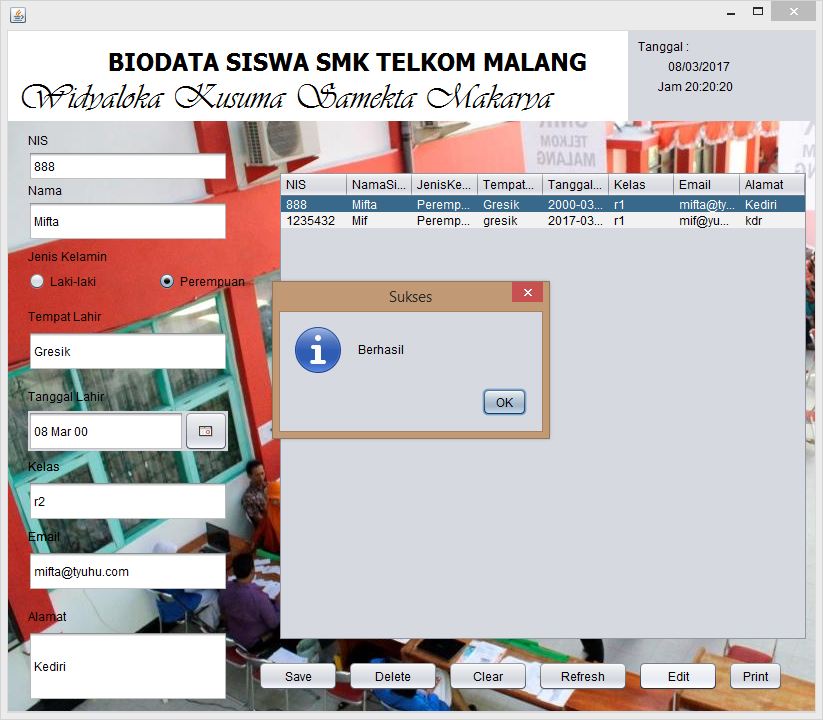 BIODATA SISWA SMK TELKOM MALANG
Widyaloka Kusuma Samekta Makarya
Tanggal :
08/03/2017
Jam 20:20:20
NIS
888
Nama
Mifta
Jenis Kelamin
Laki-laki Perempuan
Tempat Lahir
Gresik
Tanggal Lahir
08 Mar 00
Kelas
r2
Email
mifta@tyuhu.com
Alamat
Kediri
TELKOM
MALANG
NIS NamaSi... JenisKe... Tempat... Tanggal... Kelas Email Alamat
888 Mifta Peremp... Gresik 2000-03... r1 mifta@ty... Kediri
1235432 Mif Peremp... gresik 2017-03... r1 mif@yu... kdr
Sukses
Berhasil
OK
Save Delete Clear Refresh Edit Print